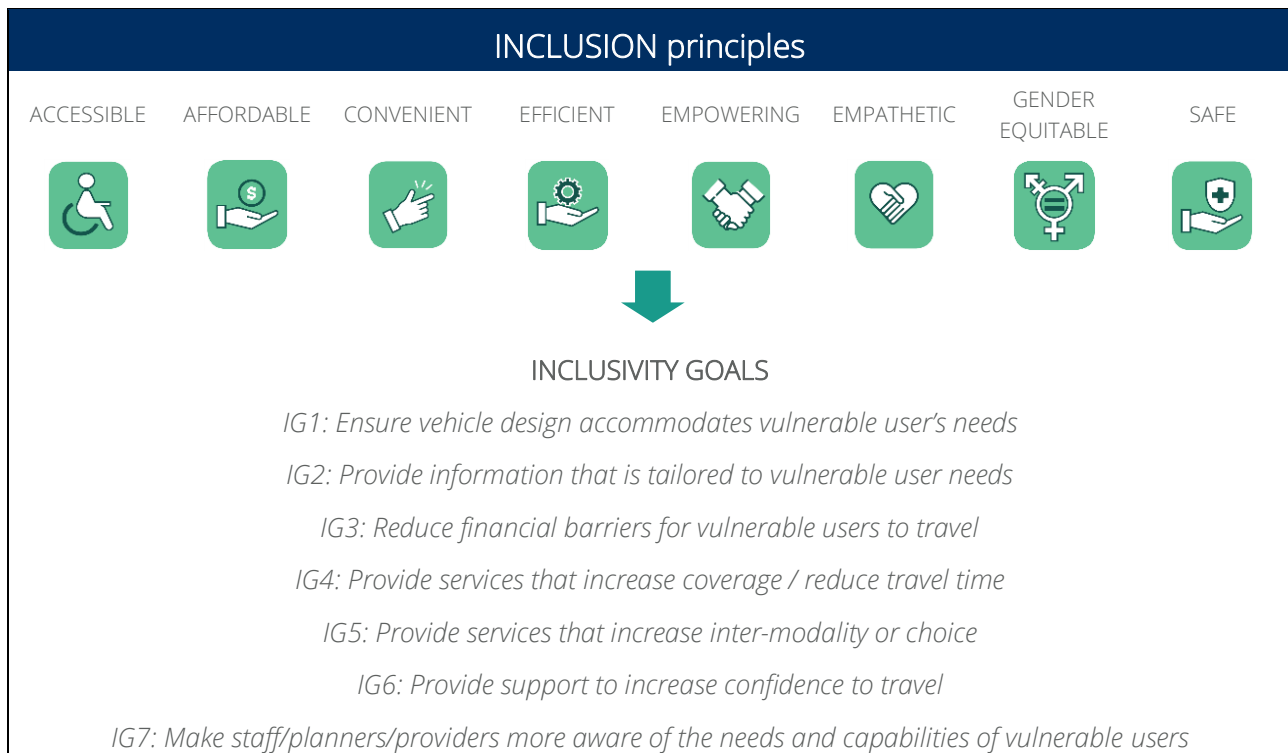 INCLUSION principles
ACCESSIBLE AFFORDABLE CONVENIENT EFFICIENT EMPOWERING EMPATHETIC GENDER EQUITABLE SAFE
$
INCLUSIVITY GOALS
IG1: Ensure vehicle design accommodates vulnerable user’s needs
IG2: Provide information that is tailored to vulnerable user needs
IG3: Reduce financial barriers for vulnerable users to travel
IG4: Provide services that increase coverage / reduce travel time
IG5: Provide services that increase inter-modality or choice
IG6: Provide support to increase confidence to travel
IG7: Make staff/planners/providers more aware of the needs and capabilities of vulnerable users